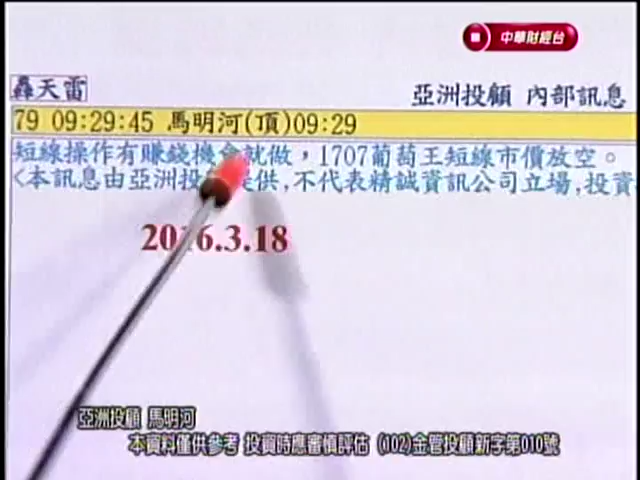 中華財經台
轟天雷
亞洲投顧 內部訊息
79 09:29:45 馬明河(頂)09:29
短線操作有賺錢機會就做，1707葡萄王短線市價放空。
<本訊息由亞洲投顧提供,不代表精誠資訊公司立場,投資
2016.3.18
亞洲投顧 馬明河
本資料僅供參考 投資時應審慎評估 (102)金管投顧新字第010號